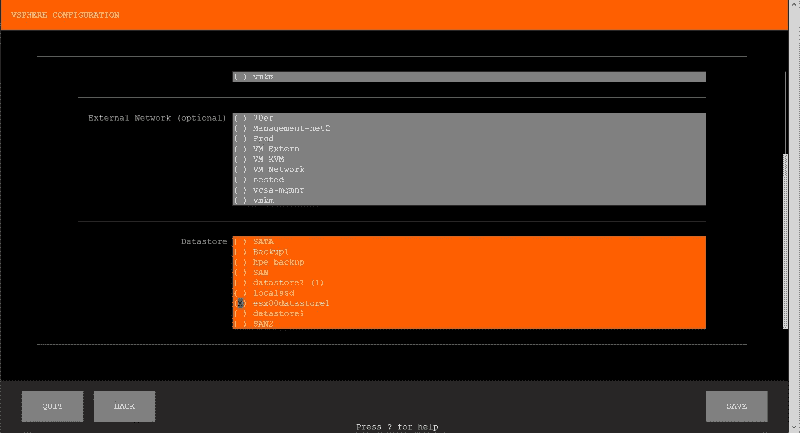 VSPHERE CONFIGURATION
( ) vmkm
External Network (optional) ( ) 70er
( ) Management-net2
( ) Prod
( ) VM Extern
( ) VM KVM
( ) VM Network
( ) nested
( ) vcsa-mgmnt
( ) vmkm
Datastore ( ) SATA
( ) Backup1
( ) hpe backup
( ) SAN
( ) datastore2 (1)
( ) localssd
esx00datastore1
( ) datastore1
( ) SAN2
QUIT BACK SAVE
Press ? for help